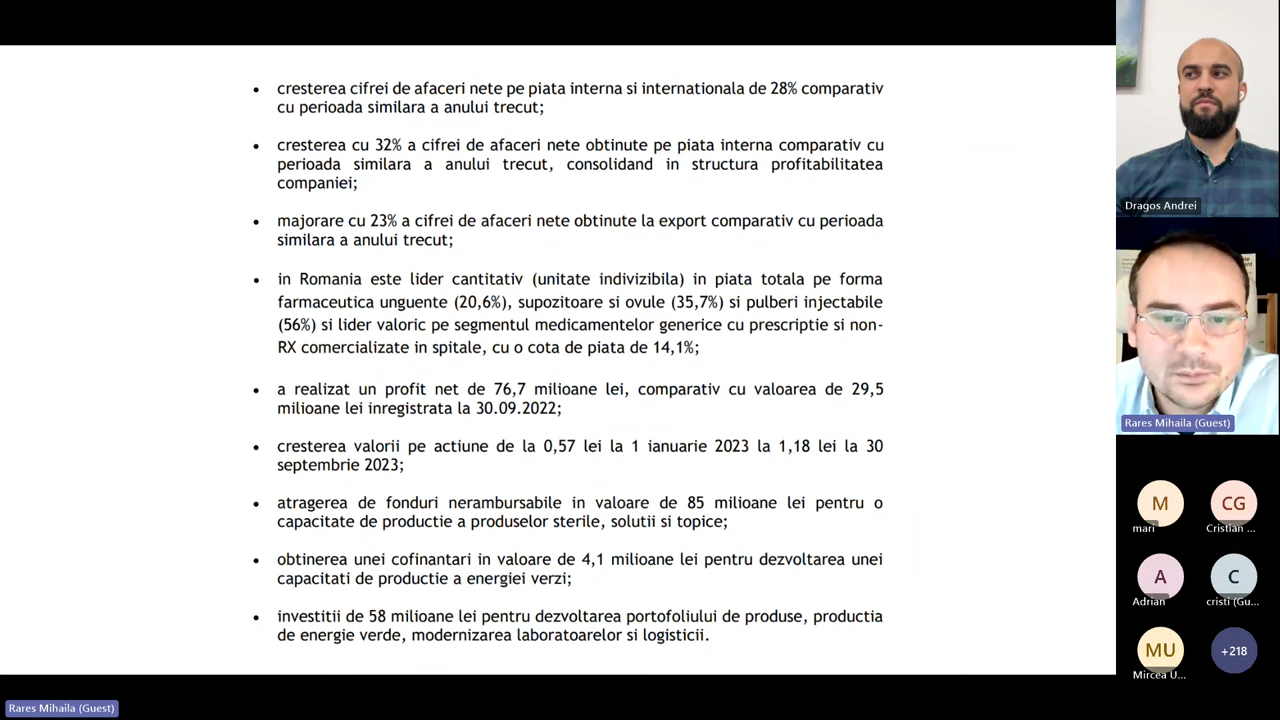 cresterea cifrei de afaceri nete pe piata interna si internationala de 28% comparativ
cu perioada similara a anului trecut;
cresterea cu 32% a cifrei de afaceri nete obtinute pe piata interna comparativ cu
perioada similara a anului trecut, consolidand in structura profitabilitatea
companiei;
majorare cu 23% a cifrei de afaceri nete obtinute la export comparativ cu perioada
similara a anului trecut;
in Romania este lider cantitativ (unitate indivizibila) in piata totala pe forma
farmaceutica unguente (20,6%), supozitoare si ovule (35,7%) si pulberi injectabile
(56%) si lider valoric pe segmentul medicamentelor generice cu prescriptie si non-
RX comercializate in spitale, cu o cota de piata de 14,1%;
a realizat un profit net de 76,7 milioane lei, comparativ cu valoarea de 29,5
milioane lei inregistrata la 30.09.2022;
cresterea valorii pe actiune de la 0,57 lei la 1 ianuarie 2023 la 1,18 lei la 30
septembrie 2023;
atragerea de fonduri nerambursabile in valoare de 85 milioane lei pentru o
capacitate de productie a produselor sterile, solutii si topice;
obtinerea unei cofinantari in valoare de 4,1 milioane lei pentru dezvoltarea unei
capacitati de productie a energiei verzi;
investitii de 58 milioane lei pentru dezvoltarea portofoliului de produse, productia
de energie verde, modernizarea laboratoarelor si logisticii.
Dragos Andrei
Rares Mihaila (Guest)
M
mari
CG
Cristian ...
A
Adrian
C
cristi (Gu...
MU
Mircea U...
+218
Rares Mihaila (Guest)